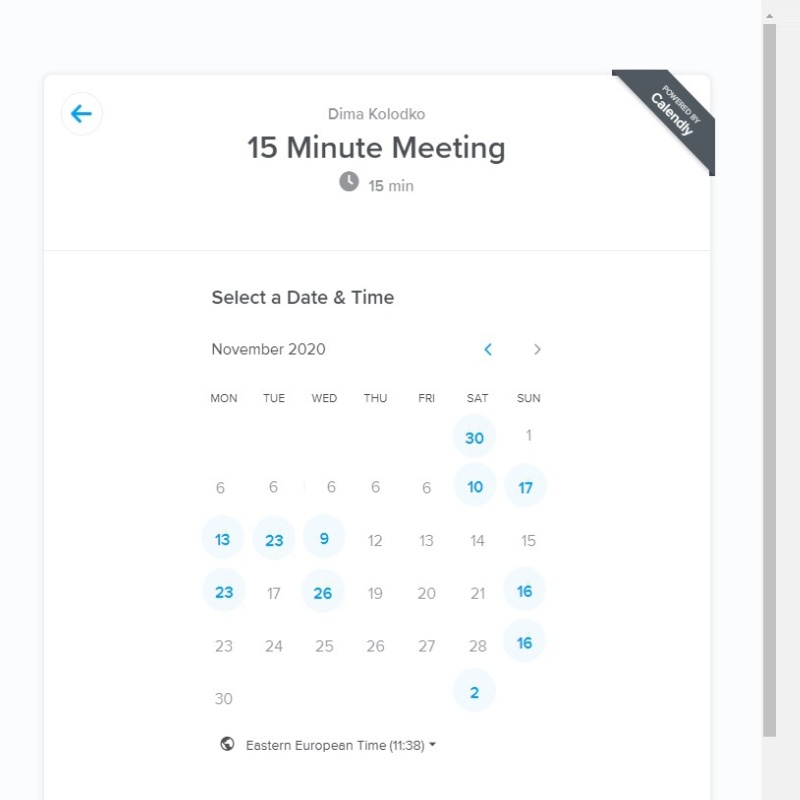 POWERED BY
Calendly
Dima Kolodko
15 Minute Meeting
15 min
Select a Date & Time
November 2020
MON TUE WED THU FRI SAT SUN
30 1
6 6 6 6 6 10 17
13 23 9 12 13 14 15
23 17 26 19 20 21 16
23 24 25 26 27 28 16
30 2
Eastern European Time (11:38)